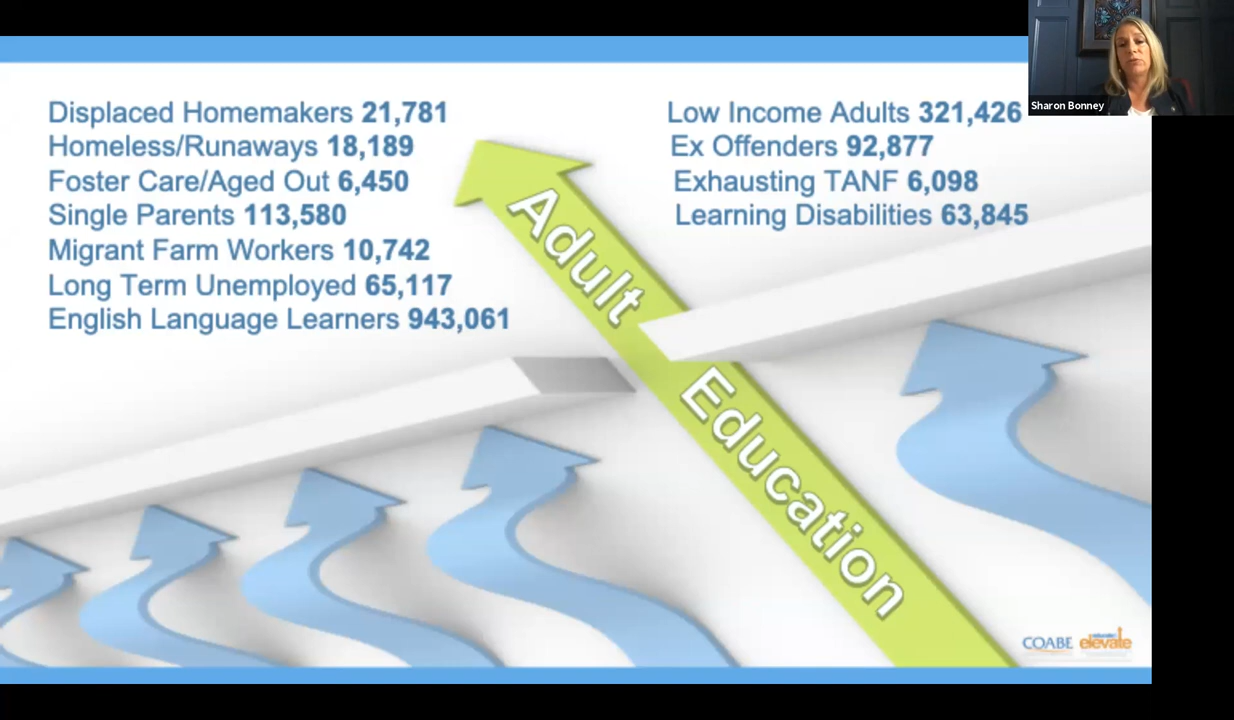 Sharon Bonney
Displaced Homemakers 21,781
Homeless/Runaways 18,189
Foster Care/Aged Out 6,450
Single Parents 113,580
Migrant Farm Workers 10,742
Long Term Unemployed 65,117
English Language Learners 943,061
Low Income Adults 321,426
Ex Offenders 92,877
Exhausting TANF 6,098
Learning Disabilities 63,845
Adult Education
COABE
elevate